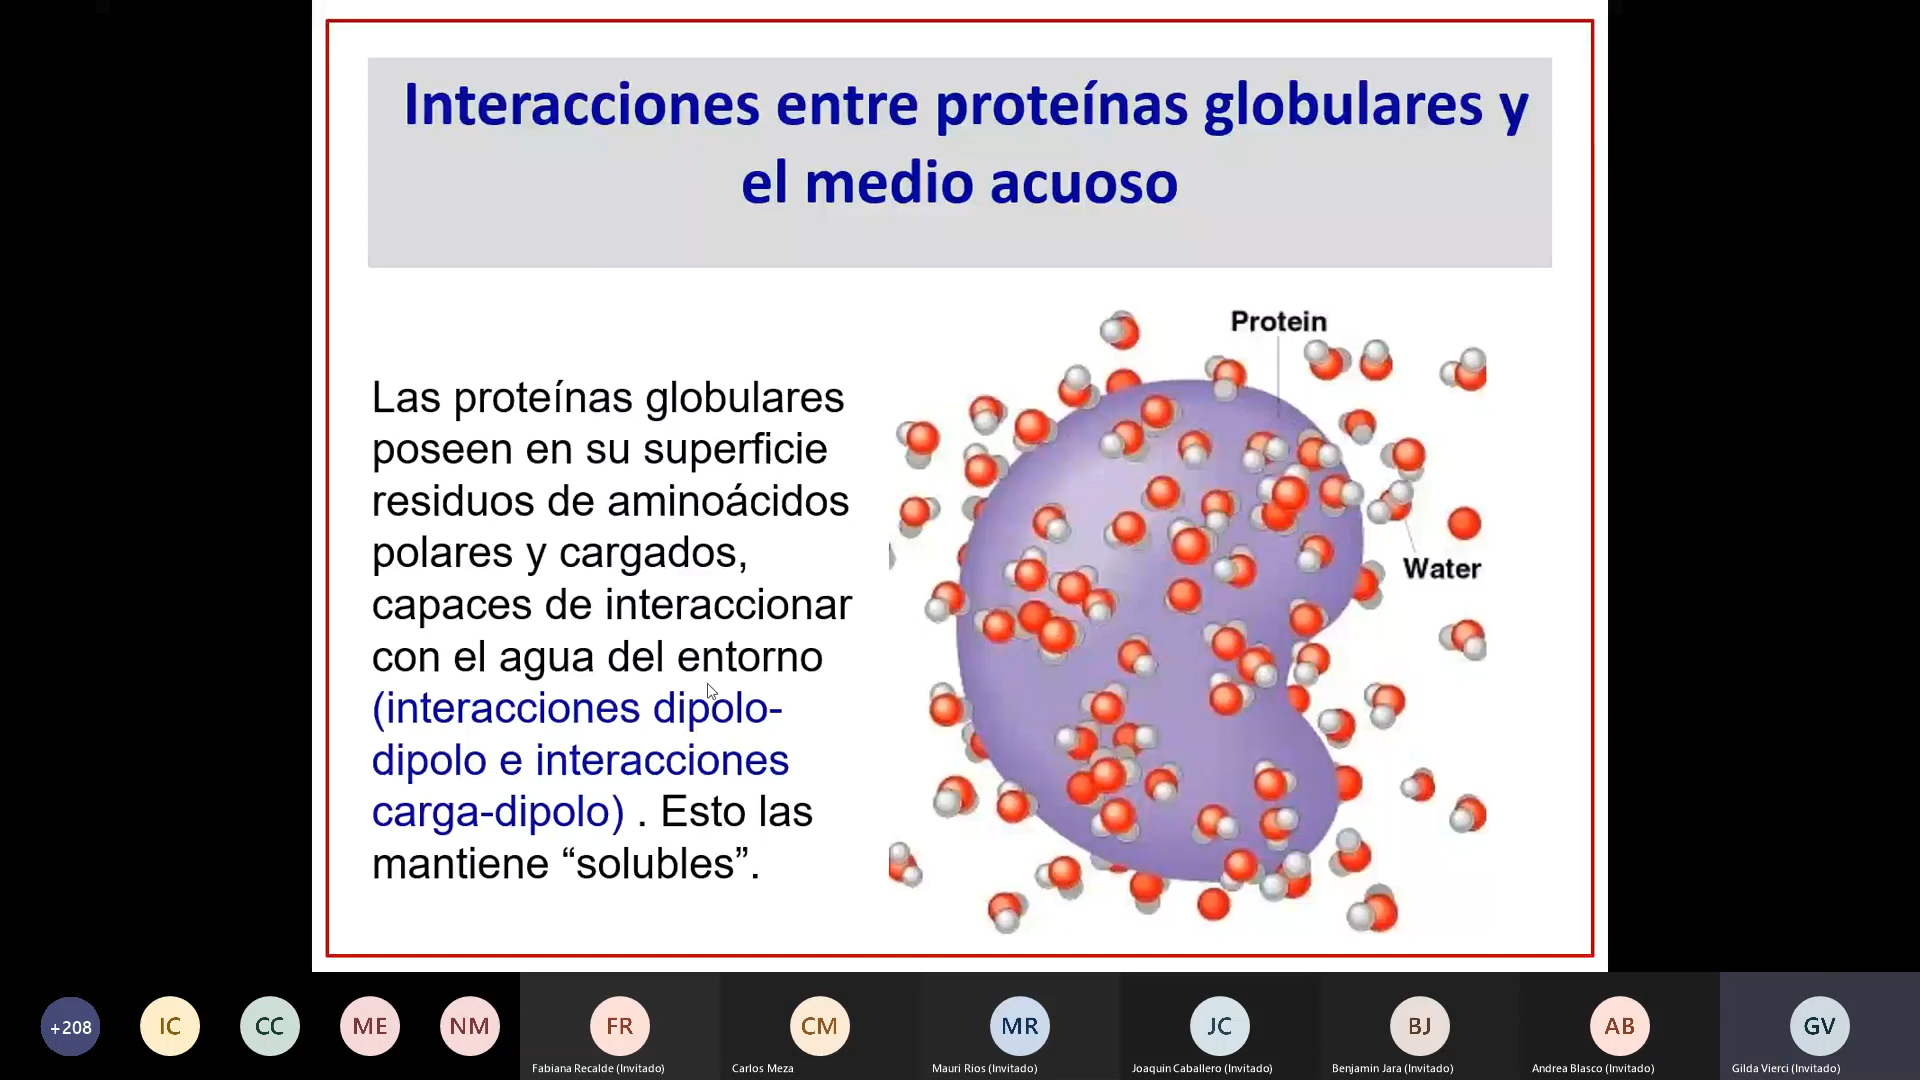 Interacciones entre proteínas globulares y
el medio acuoso
Las proteínas globulares
poseen en su superficie
residuos de aminoácidos
polares y cargados,
capaces de interaccionar
con el agua del entorno
(interacciones dipolo-
dipolo e interacciones
carga-dipolo) . Esto las
mantiene “solubles”.
Protein
Water
+208
IC
CC
ME
NM
FR
CM
MR
JC
BJ
AB
GV
Fabiana Recalde (Invitado)
Carlos Meza
Mauri Rios (Invitado)
Joaquin Caballero (Invitado)
Benjamin Jara (Invitado)
Andrea Blasco (Invitado)
Gilda Vierci (Invitado)